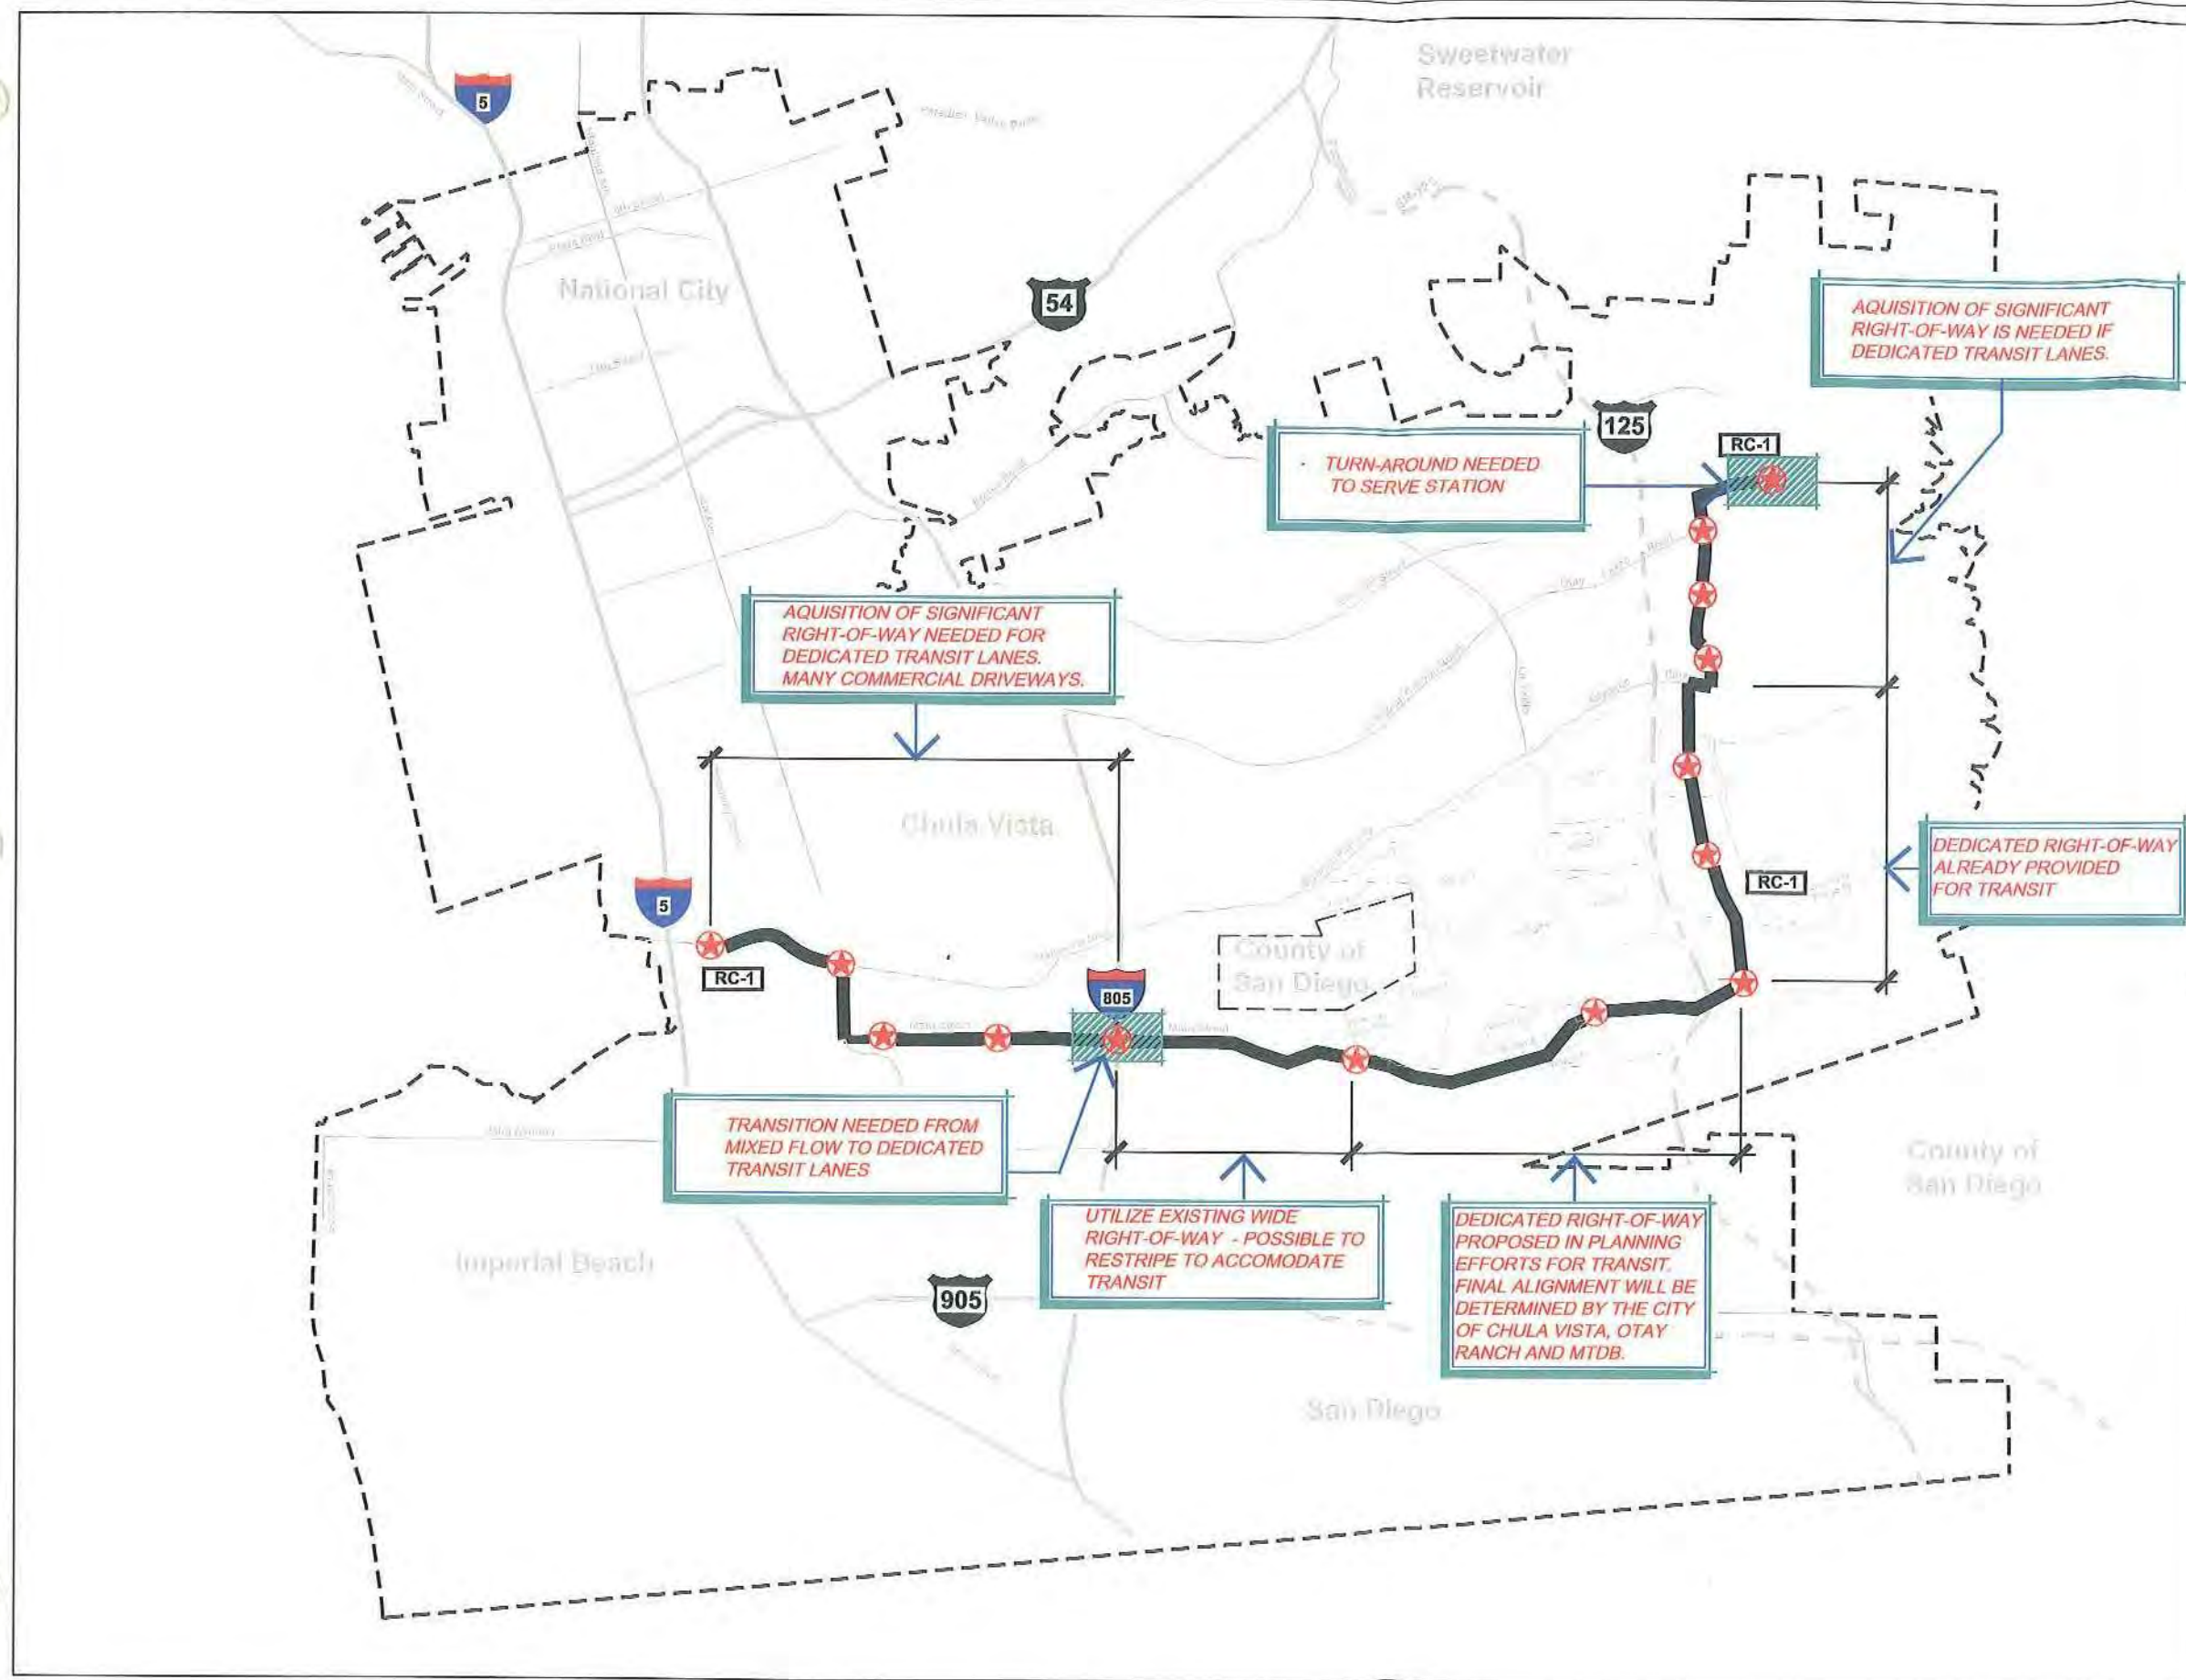 Sweetwater
Reservoir
5
National City
54
AQUISITION OF SIGNIFICANT
RIGHT-OF-WAY IS NEEDED IF
DEDICATED TRANSIT LANES.
125
RC-1
TURN-AROUND NEEDED
TO SERVE STATION
AQUISITION OF SIGNIFICANT
RIGHT-OF-WAY NEEDED FOR
DEDICATED TRANSIT LANES.
MANY COMMERCIAL DRIVEWAYS.
Chula Vista
DEDICATED RIGHT-OF-WAY
ALREADY PROVIDED
FOR TRANSIT
RC-1
5
RC-1
County of
San Diego
805
Main Street
Main Street
TRANSITION NEEDED FROM
MIXED FLOW TO DEDICATED
TRANSIT LANES
UTILIZE EXISTING WIDE
RIGHT-OF-WAY - POSSIBLE TO
RESTRIPE TO ACCOMODATE
TRANSIT
DEDICATED RIGHT-OF-WAY
PROPOSED IN PLANNING
EFFORTS FOR TRANSIT.
FINAL ALIGNMENT WILL BE
DETERMINED BY THE CITY
OF CHULA VISTA, OTAY
RANCH AND MTDB.
County of
San Diego
Imperial Beach
905
San Diego